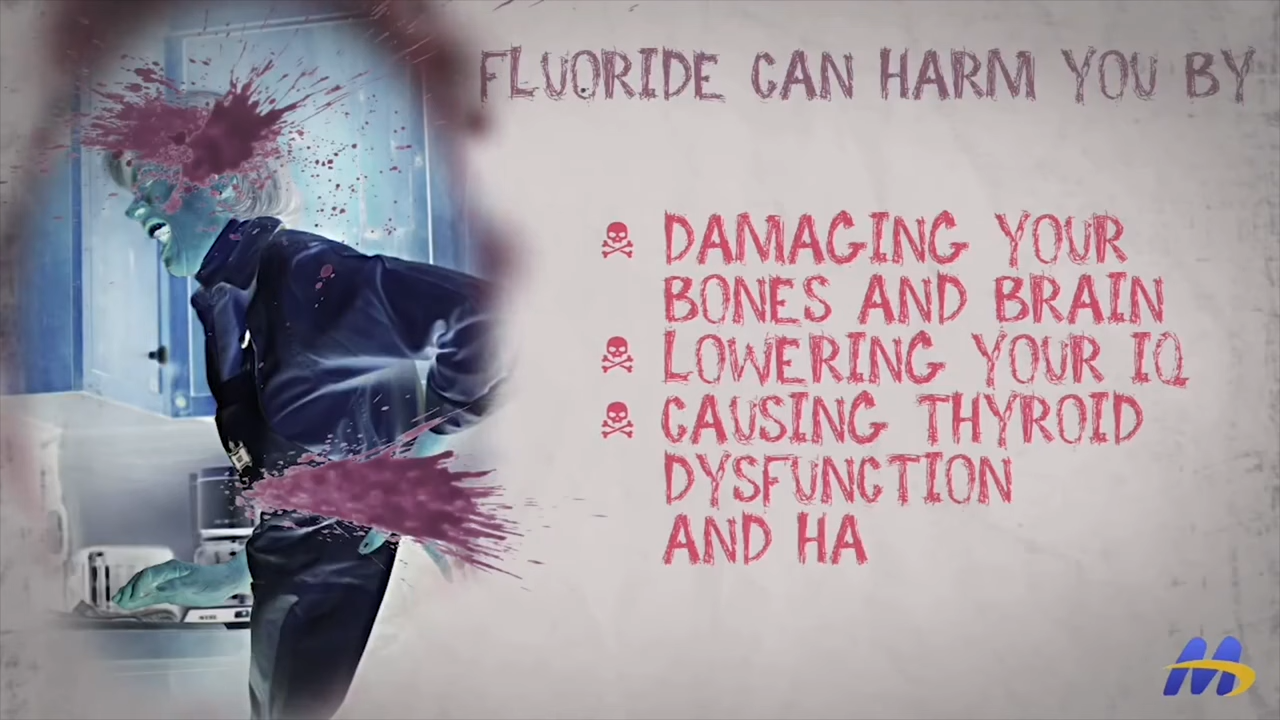 FLUORIDE CAN HARM YOU BY
DAMAGING YOUR
BONES AND BRAIN
LOWERING YOUR IQ
CAUSING THYROID
DYSFUNCTION
AND HA